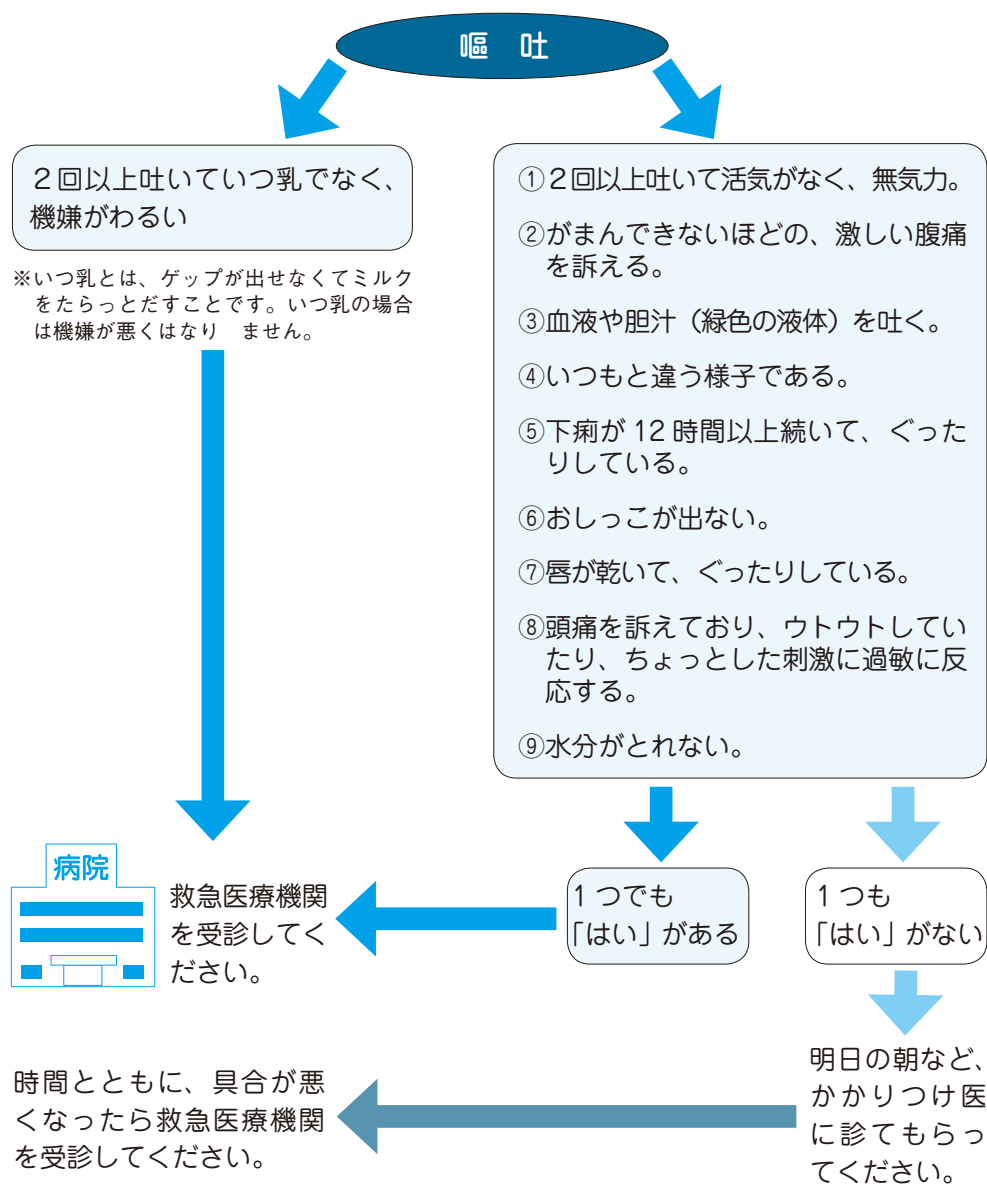 嘔吐
2回以上吐いていつ乳でなく、
機嫌がわるい
※いつ乳とは、ゲップが出せなくてミルク
をたらっとだすことです。いつ乳の場合
は機嫌が悪くはなり　ません。
①2回以上吐いて活気がなく、無気力。
②がまんできないほどの、激しい腹痛
を訴える。
③血液や胆汁（緑色の液体）を吐く。
④いつもと違う様子である。
⑤下痢が 12 時間以上続いて、ぐった
りしている。
⑥おしっこが出ない。
⑦唇が乾いて、ぐったりしている。
⑧頭痛を訴えており、ウトウトしてい
たり、ちょっとした刺激に過敏に反
応する。
⑨水分がとれない。
1つでも
「はい」がある
1つも
「はい」がない
病院
救急医療機関
を受診してく
ださい。
明日の朝など、
かかりつけ医
に診てもらっ
てください。
時間とともに、具合が悪
くなったら救急医療機関
を受診してください。